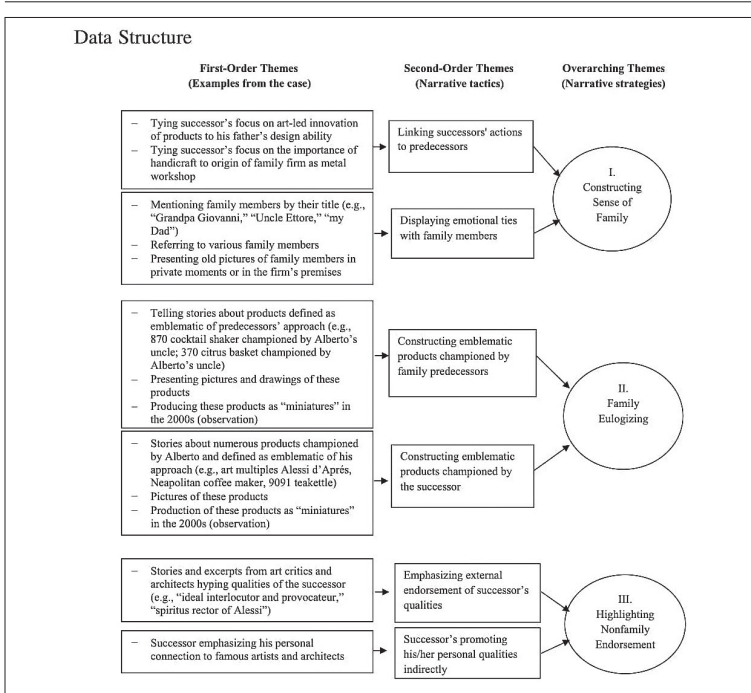 Data Structure
First-Order Themes
(Examples from the case)
Second-Order Themes
(Narrative tactics)
Overarching Themes
(Narrative strategies)
– Tying successor's focus on art-led innovation
of products to his father's design ability
– Tying successor's focus on the importance of
handicraft to origin of family firm as metal
workshop
Linking successors' actions
to predecessors
– Mentioning family members by their title (e.g.,
“Grandpa Giovanni,” “Uncle Ettore,” “my
Dad”)
– Referring to various family members
– Presenting old pictures of family members in
private moments or in the firm's premises
Displaying emotional ties
with family members
I.
Constructing
Sense of
Family
– Telling stories about products defined as
emblematic of predecessors' approach (e.g.,
870 cocktail shaker championed by Alberto's
uncle; 370 citrus basket championed by
Alberto's uncle)
– Presenting pictures and drawings of these
products
– Producing these products as “miniatures” in
the 2000s (observation)
Constructing emblematic
products championed by
family predecessors
– Stories about numerous products championed
by Alberto and defined as emblematic of his
approach (e.g., art multiples Alessi d'Aprés,
Neapolitan coffee maker, 9091 teakettle)
– Pictures of these products
– Production of these products as “miniatures”
in the 2000s (observation)
Constructing emblematic
products championed by
the successor
II.
Family
Eulogizing
– Stories and excerpts from art critics and
architects hyping qualities of the successor
(e.g., “ideal interlocutor and provocateur,”
“spiritus rector of Alessi”)
Emphasizing external
endorsement of successor's
qualities
– Successor emphasizing his personal
connection to famous artists and architects
Successor's promoting
his/her personal qualities
indirectly
III.
Highlighting
Nonfamily
Endorsement